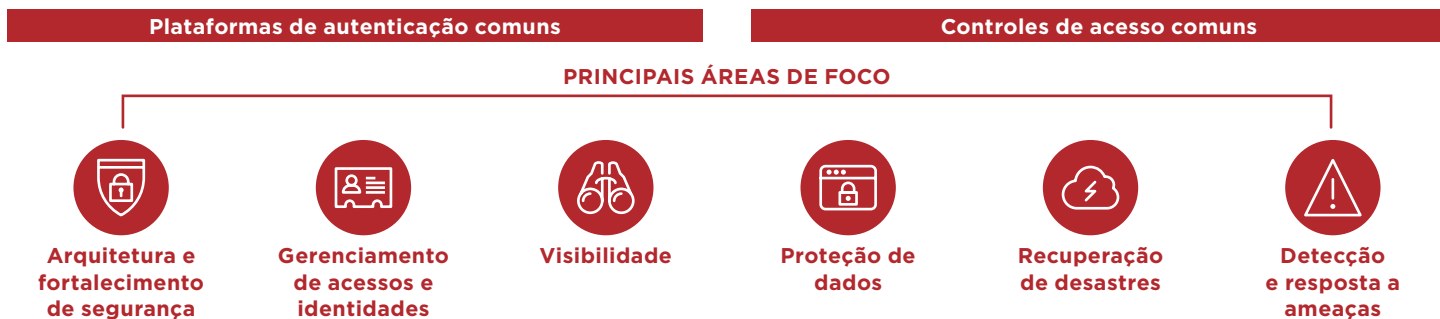 Plataformas de autenticação comuns
Controles de acesso comuns
PRINCIPAIS ÁREAS DE FOCO
Arquitetura e
fortalecimento
de segurança
Gerenciamento
de acessos e
identidades
Visibilidade
Proteção de
dados
Recuperação
de desastres
Detecção
e resposta a
ameaças